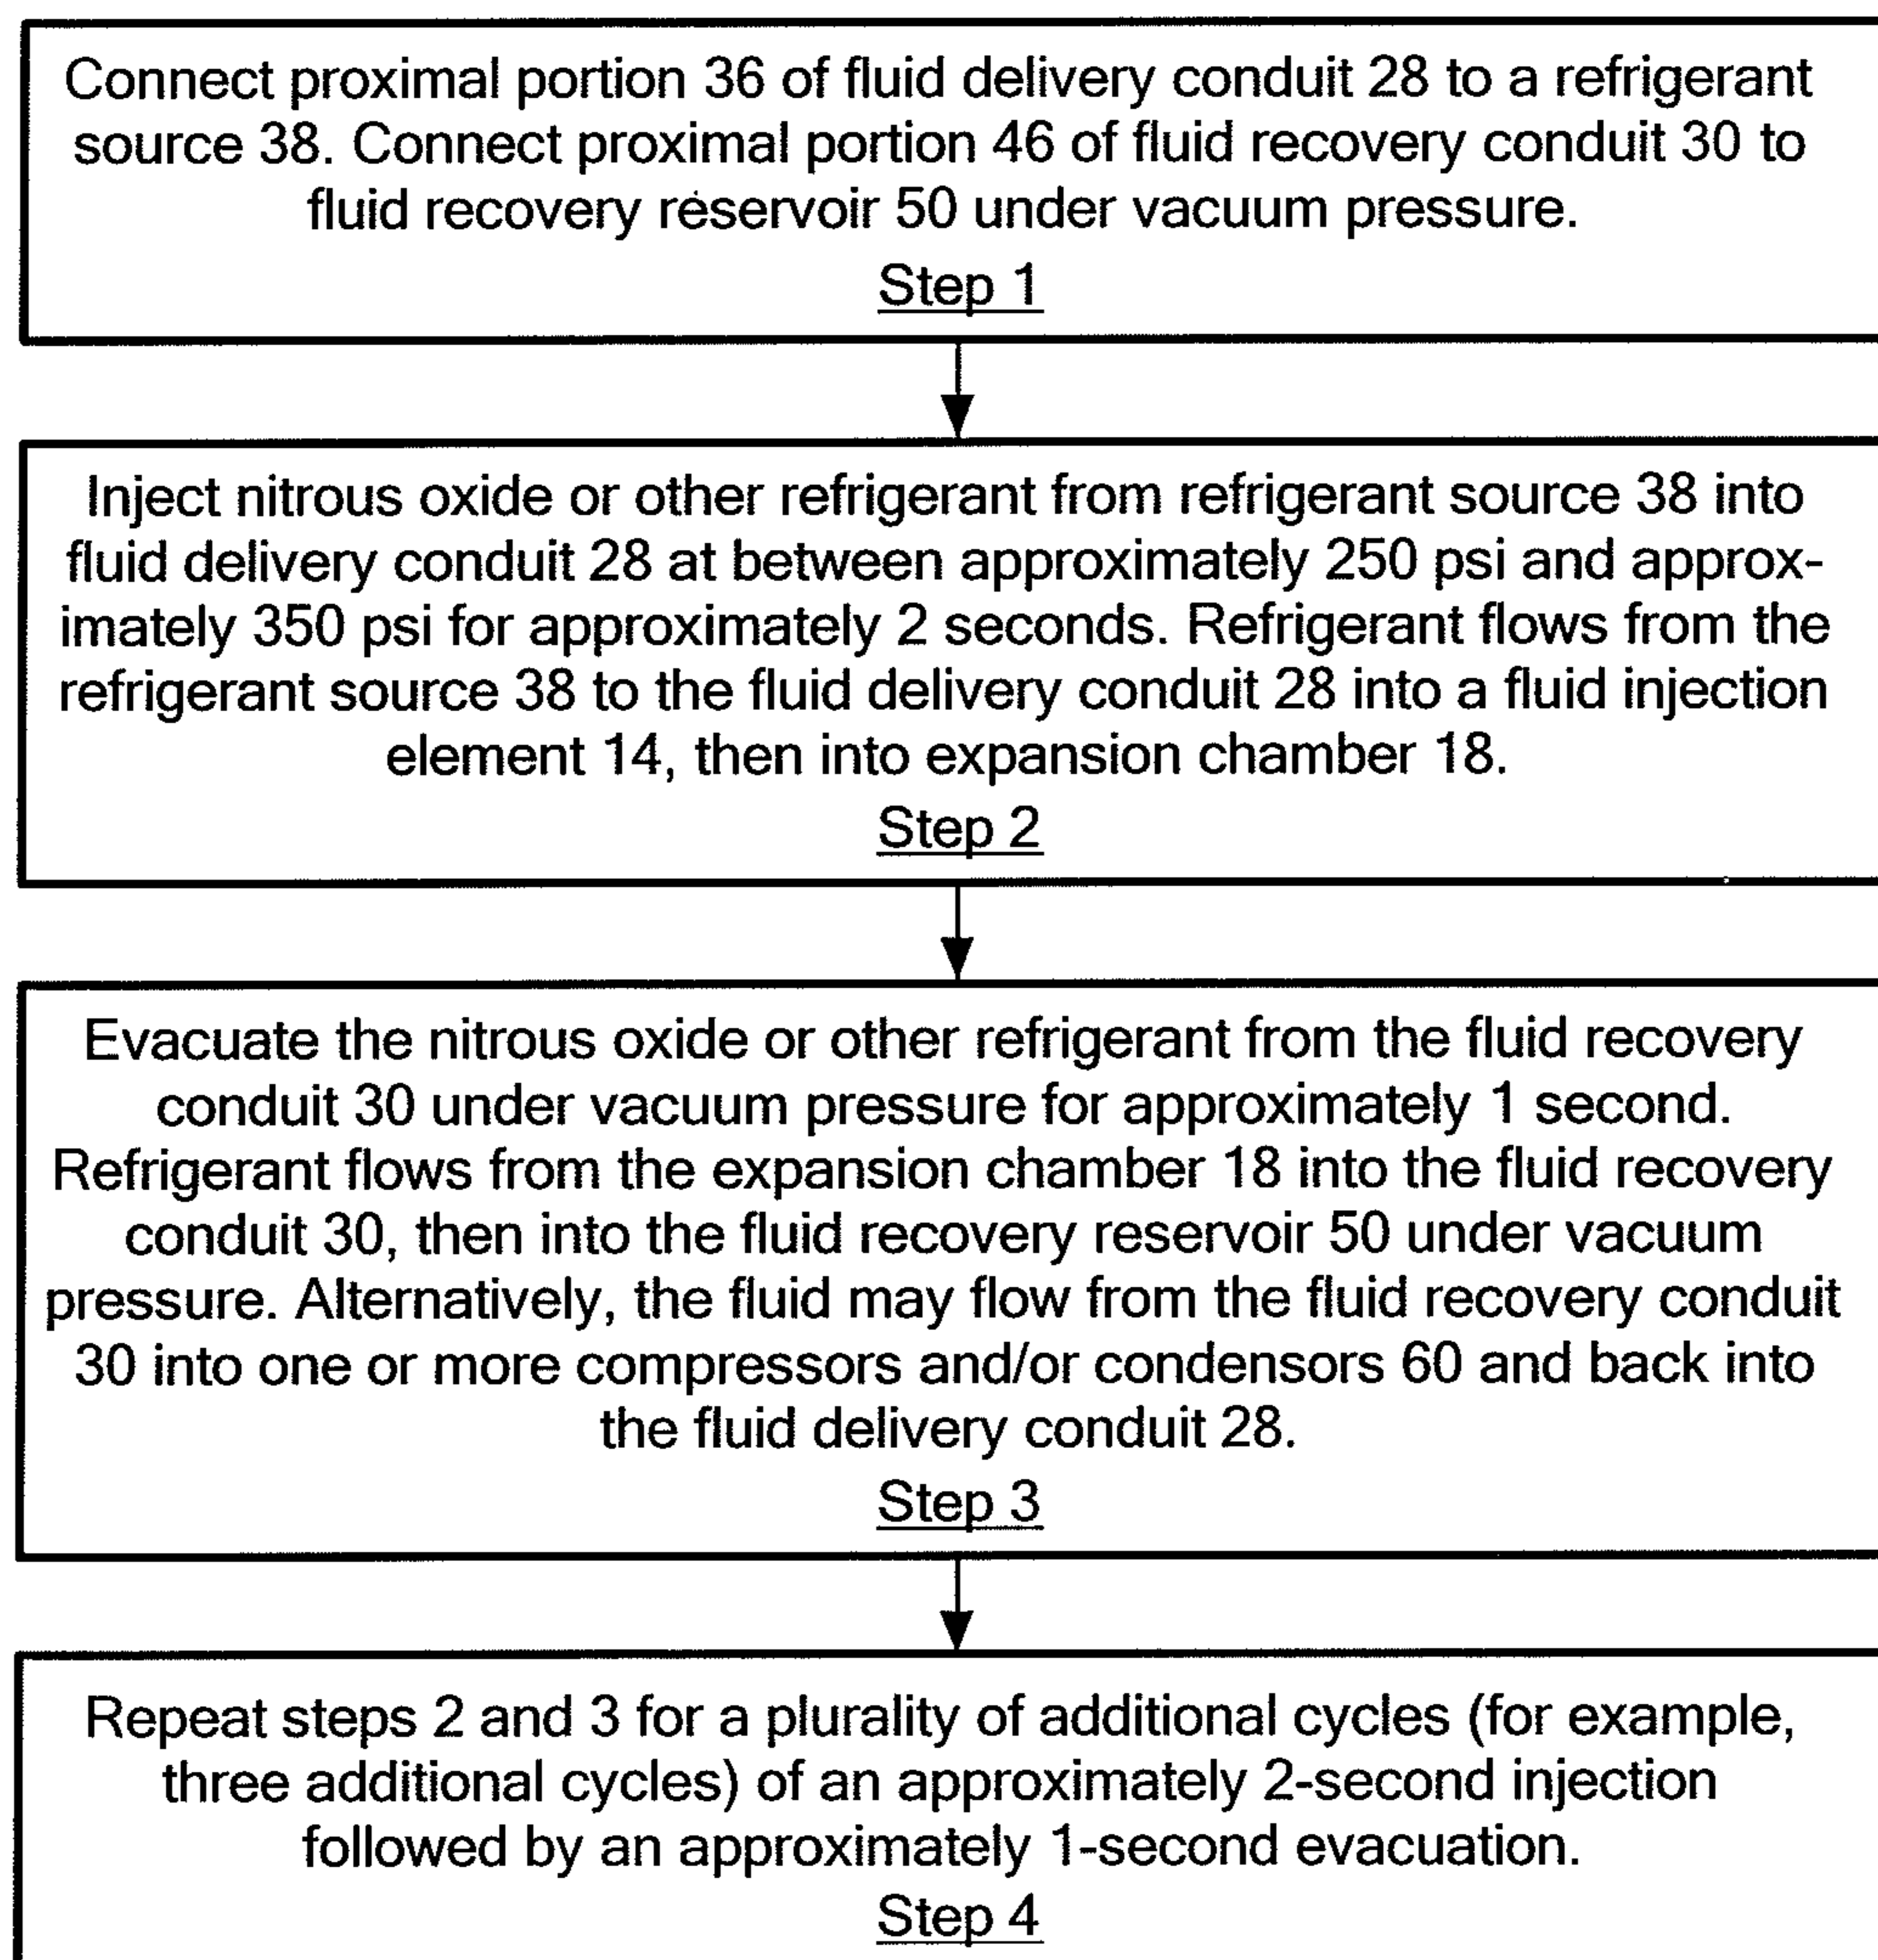 Connect proximal portion 36 of fluid delivery conduit 28 to a refrigerant
source 38. Connect proximal portion 46 of fluid recovery conduit 30 to
fluid recovery reservoir 50 under vacuum pressure.
Step 1
Inject nitrous oxide or other refrigerant from refrigerant source 38 into
fluid delivery conduit 28 at between approximately 250 psi and approx-
imately 350 psi for approximately 2 seconds. Refrigerant flows from the
refrigerant source 38 to the fluid delivery conduit 28 into a fluid injection
element 14, then into expansion chamber 18.
Step 2
Evacuate the nitrous oxide or other refrigerant from the fluid recovery
conduit 30 under vacuum pressure for approximately 1 second.
Refrigerant flows from the expansion chamber 18 into the fluid recovery
conduit 30, then into the fluid recovery reservoir 50 under vacuum
pressure. Alternatively, the fluid may flow from the fluid recovery conduit
30 into one or more compressors and/or condensors 60 and back into
the fluid delivery conduit 28.
Step 3
Repeat steps 2 and 3 for a plurality of additional cycles (for example,
three additional cycles) of an approximately 2-second injection
followed by an approximately 1-second evacuation.
Step 4